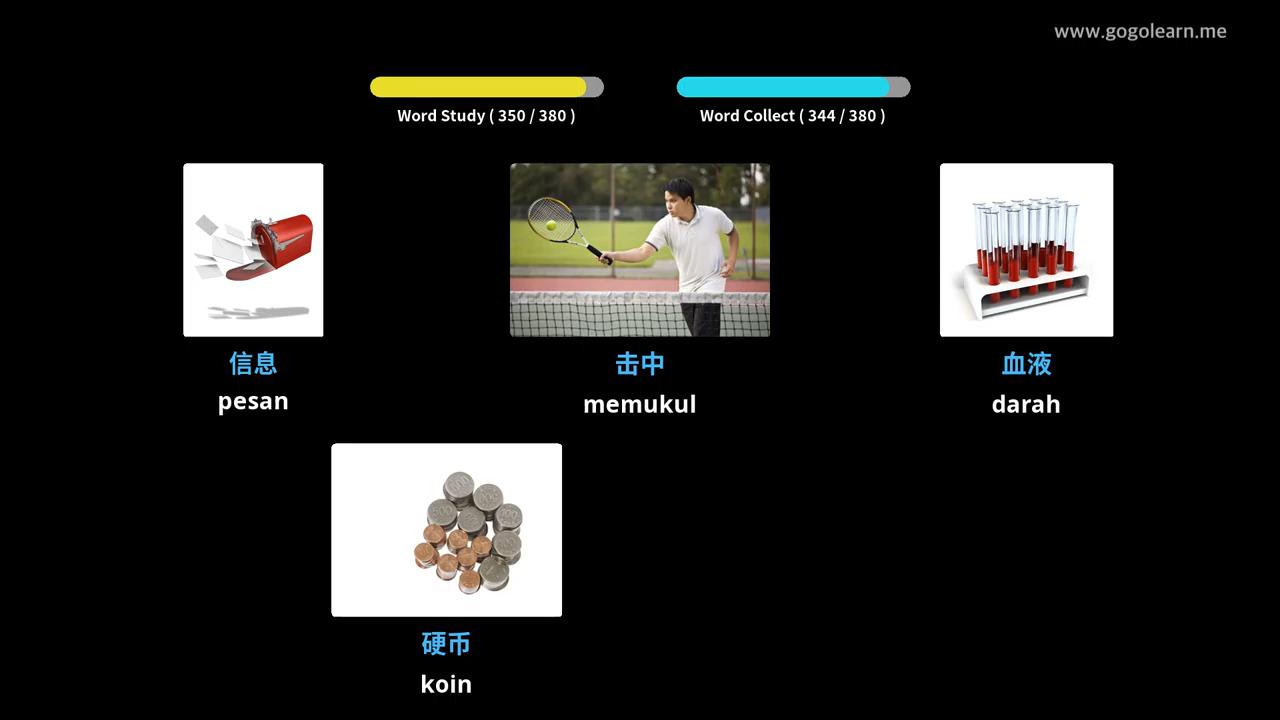 www.gogolearn.me
Word Study ( 350 / 380 )
Word Collect ( 344 / 380 )
信息
pesan
击中
memukul
血液
darah
500
硬币
koin